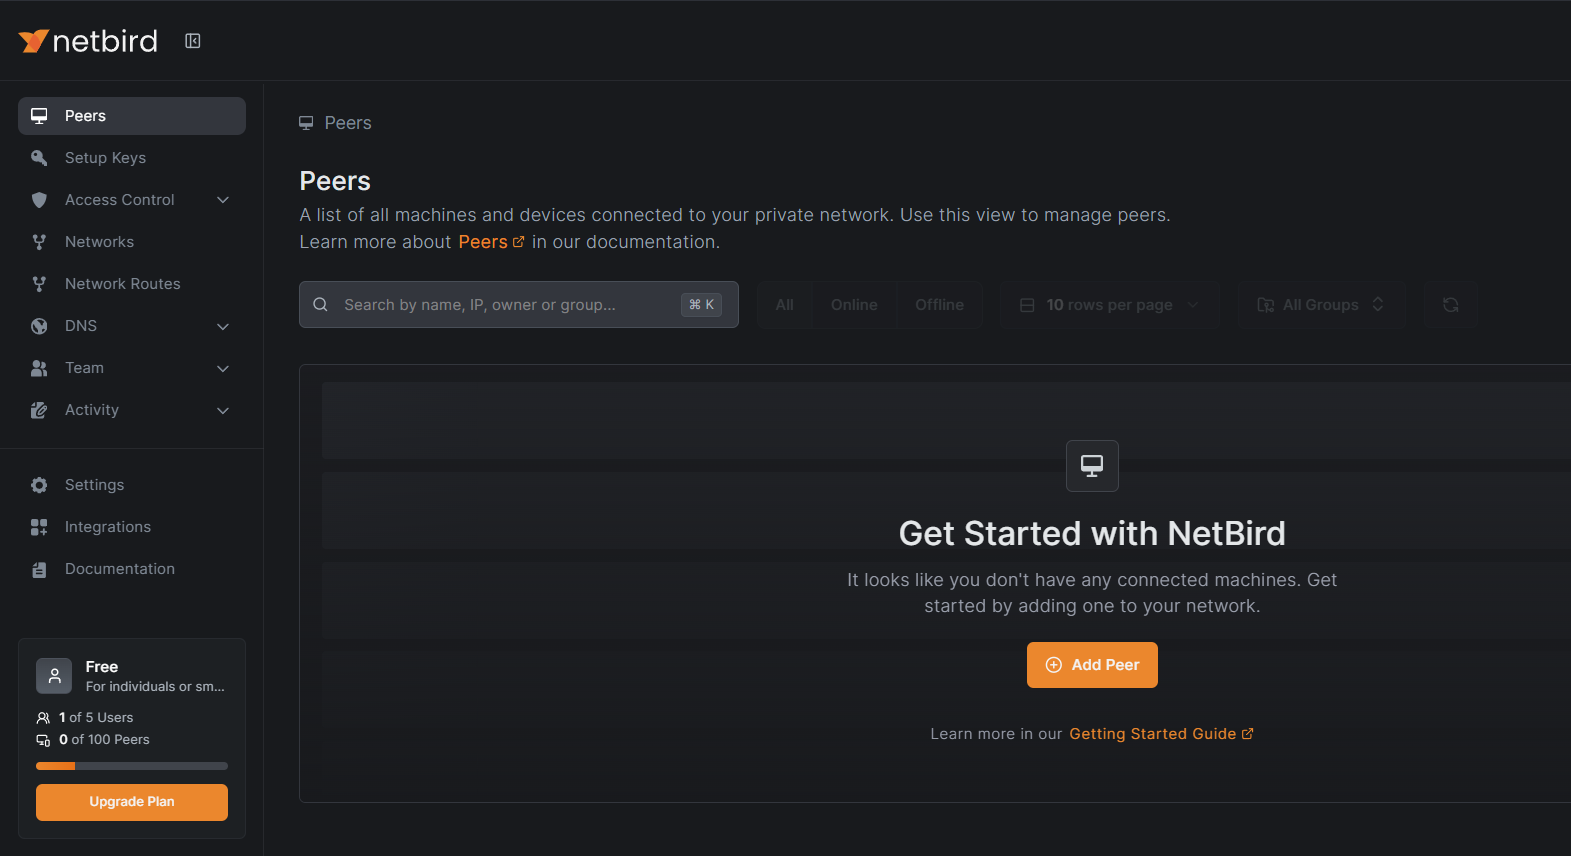 netbird
Peers
Setup Keys
Access Control
Networks
Network Routes
DNS
Team
Activity
Settings
Integrations
Documentation
Free
For individuals or sm...
1 of 5 Users
0 of 100 Peers
Upgrade Plan
Peers
Peers
A list of all machines and devices connected to your private network. Use this view to manage peers.
Learn more about Peers in our documentation.
Search by name, IP, owner or group... ⌘ K All Online Offline 10 rows per page All Groups
Get Started with NetBird
It looks like you don't have any connected machines. Get
started by adding one to your network.
Add Peer
Learn more in our Getting Started Guide